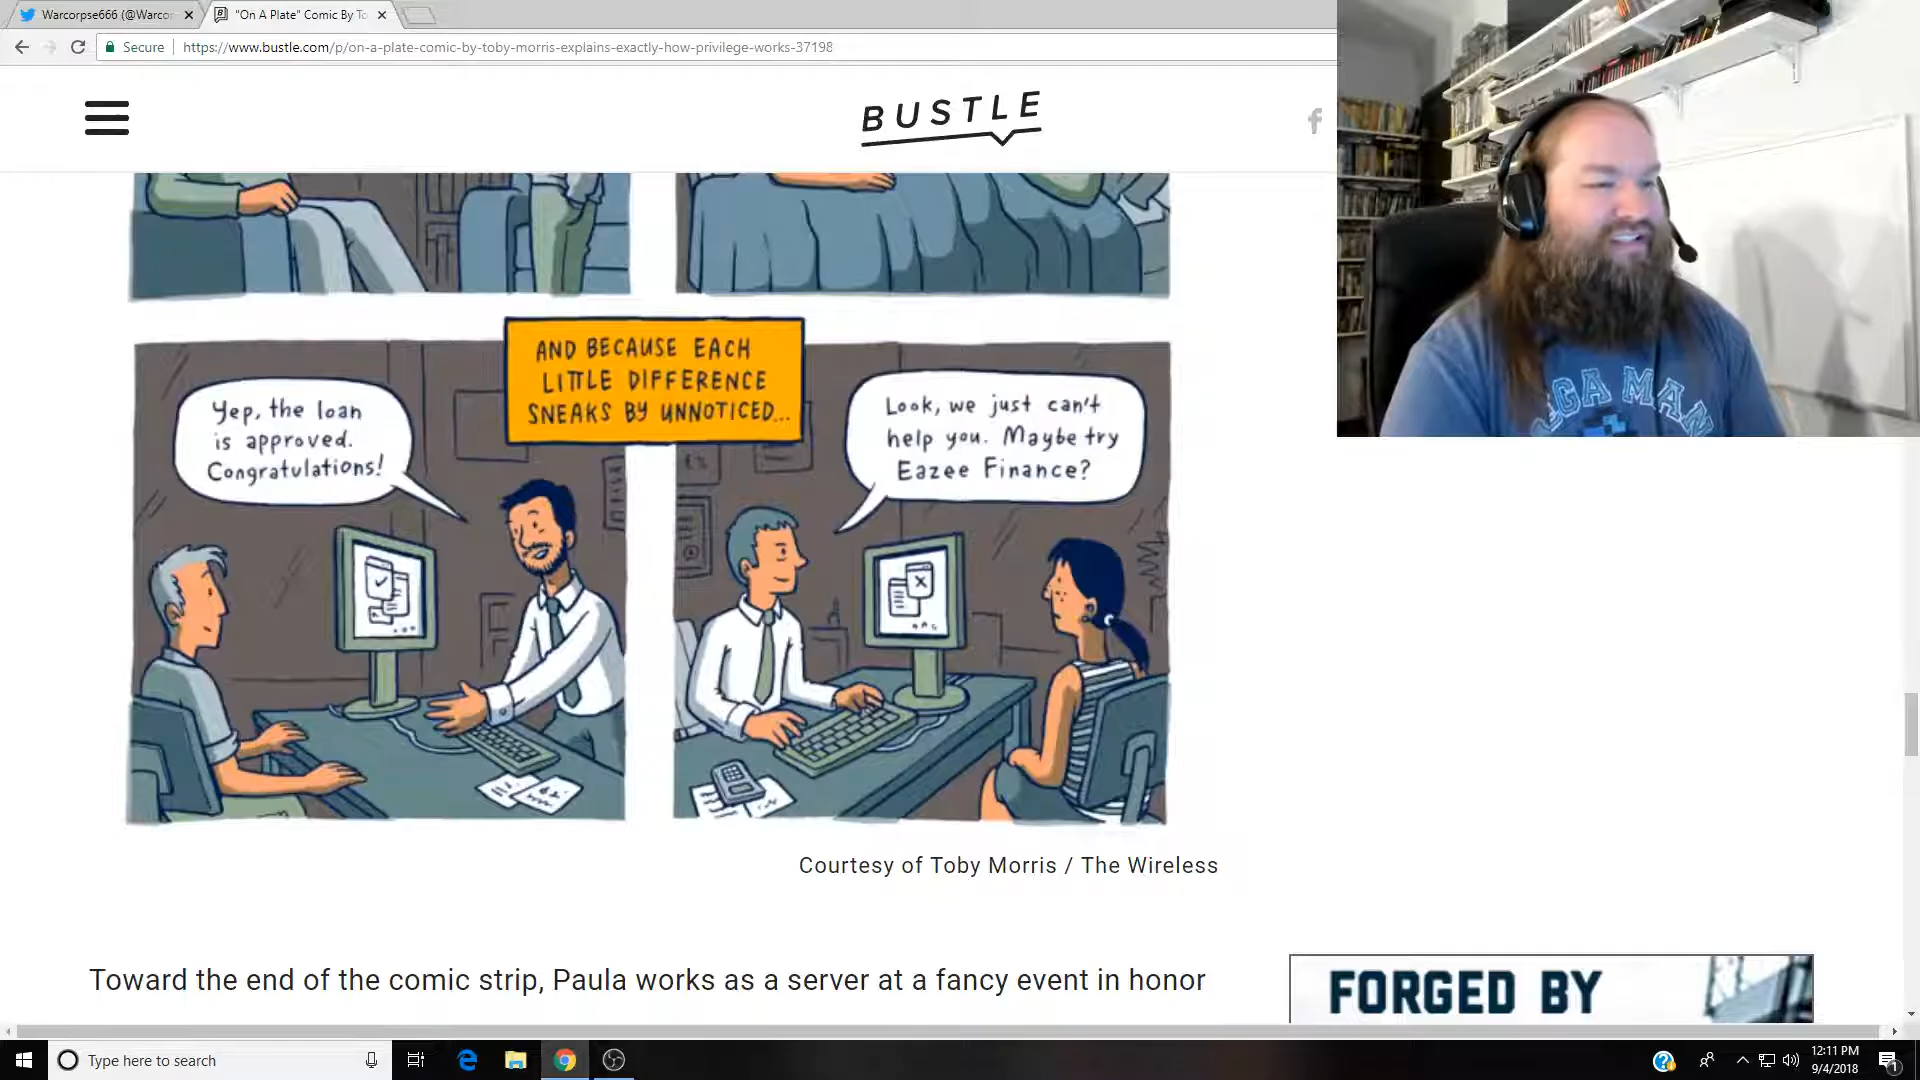 Warcorpse666 (@Warcor
"On A Plate" Comic By To
Secure
https://www.bustle.com/p/on-a-plate-comic-by-toby-morris-explains-exactly-how-privilege-works-37198
BUSTLE
f
AND BECAUSE EACH
LITTLE DIFFERENCE
SNEAKS BY UNNOTICED...
Yep, the loan
is approved.
Congratulations!
Look, we just can't
help you. Maybe try
Eazee Finance?
MEGA MAN
Courtesy of Toby Morris / The Wireless
Toward the end of the comic strip, Paula works as a server at a fancy event in honor
FORGED BY
Type here to search
12:11 PM
9/4/2018
1